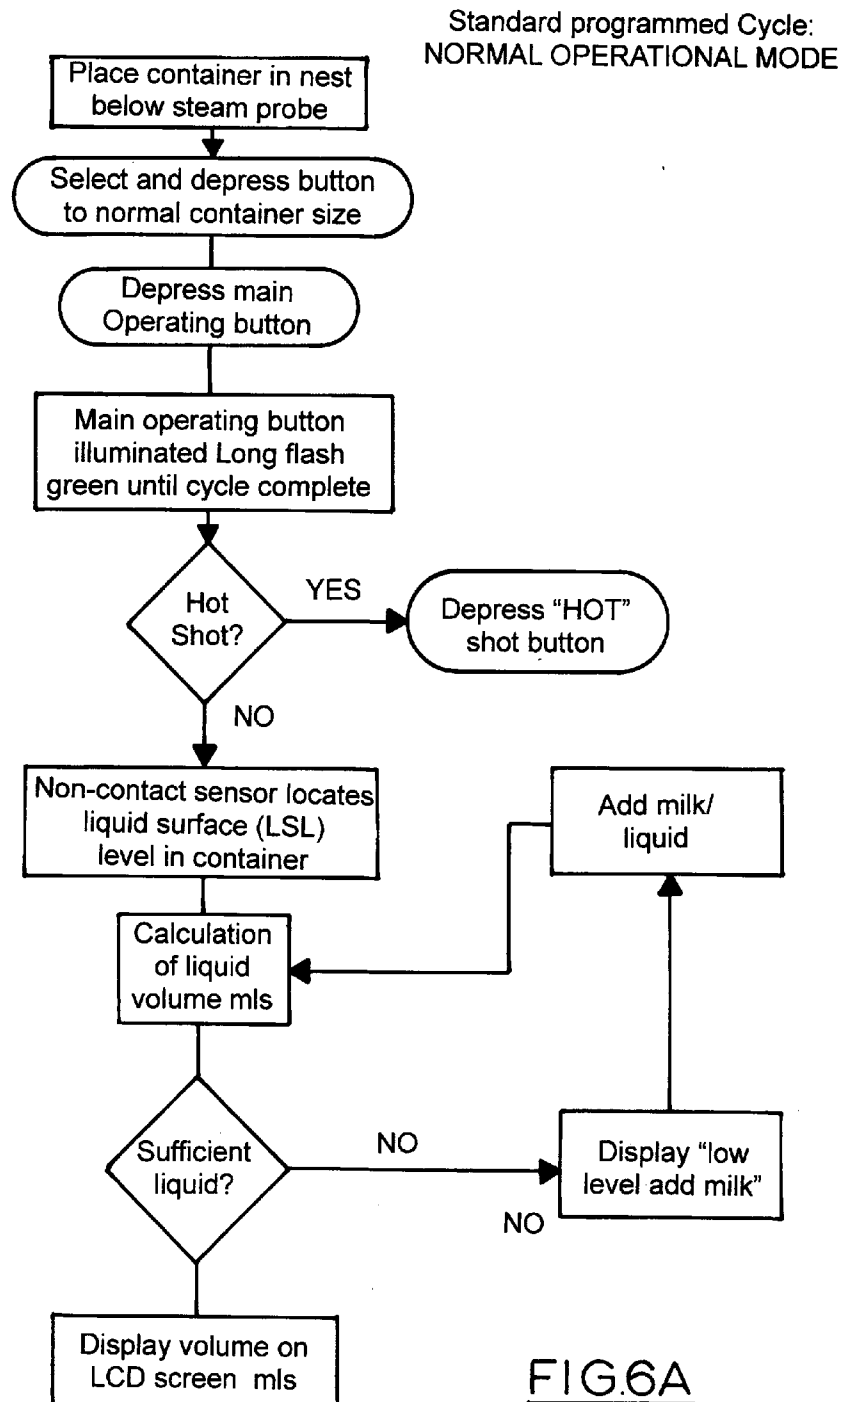 Standard programmed Cycle:
NORMAL OPERATIONAL MODE
Place container in nest
below steam probe
Select and depress button
to normal container size
Depress main
Operating button
Main operating button
illuminated Long flash
green until cycle complete
Hot
Shot?
YES
Depress “HOT”
shot button
NO
Non-contact sensor locates
liquid surface (LSL)
level in container
Add milk/
liquid
Calculation
of liquid
volume mls
Sufficient
liquid?
NO
Display “low
level add milk”
NO
Display volume on
LCD screen mls
FIG.6A